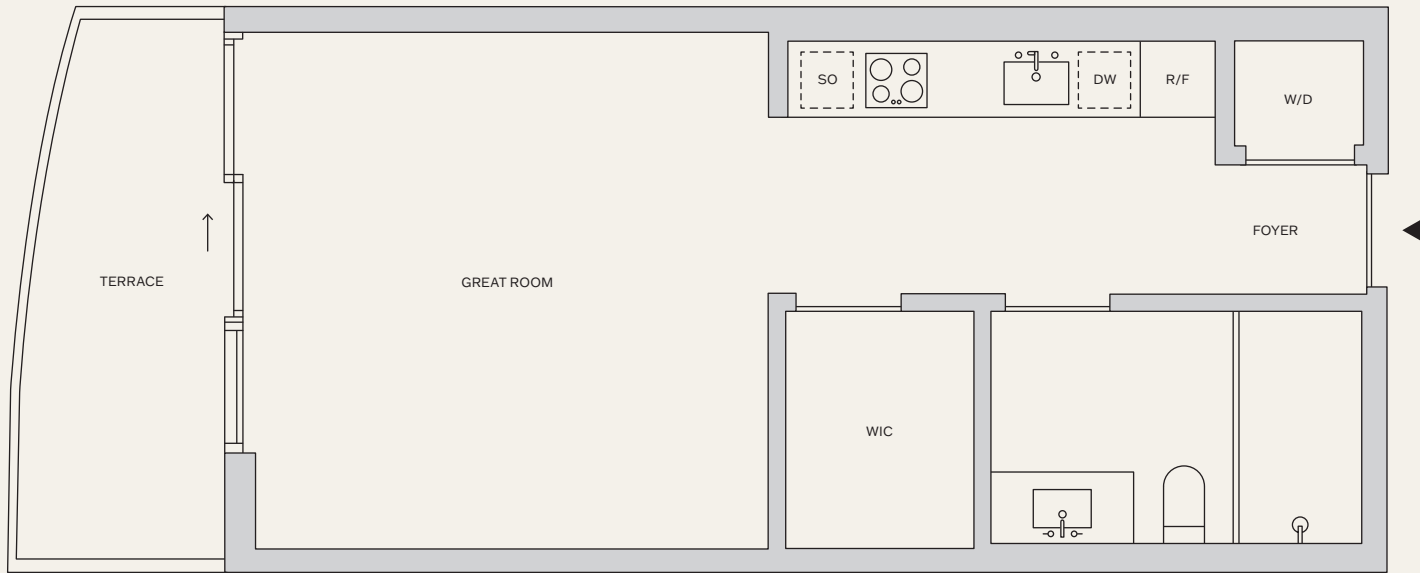 SO
DW
R/F
W/D
FOYER
TERRACE
GREAT ROOM
WIC